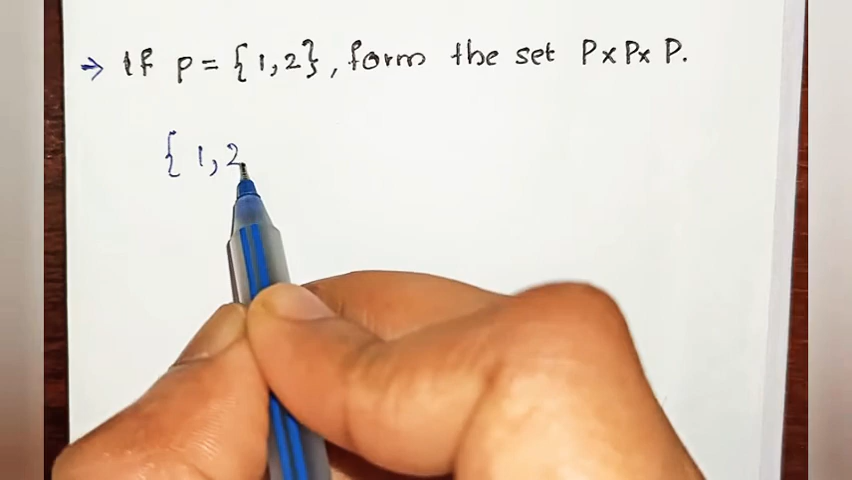 → If P = {1,2}, form the set P×P×P.
{ 1,2